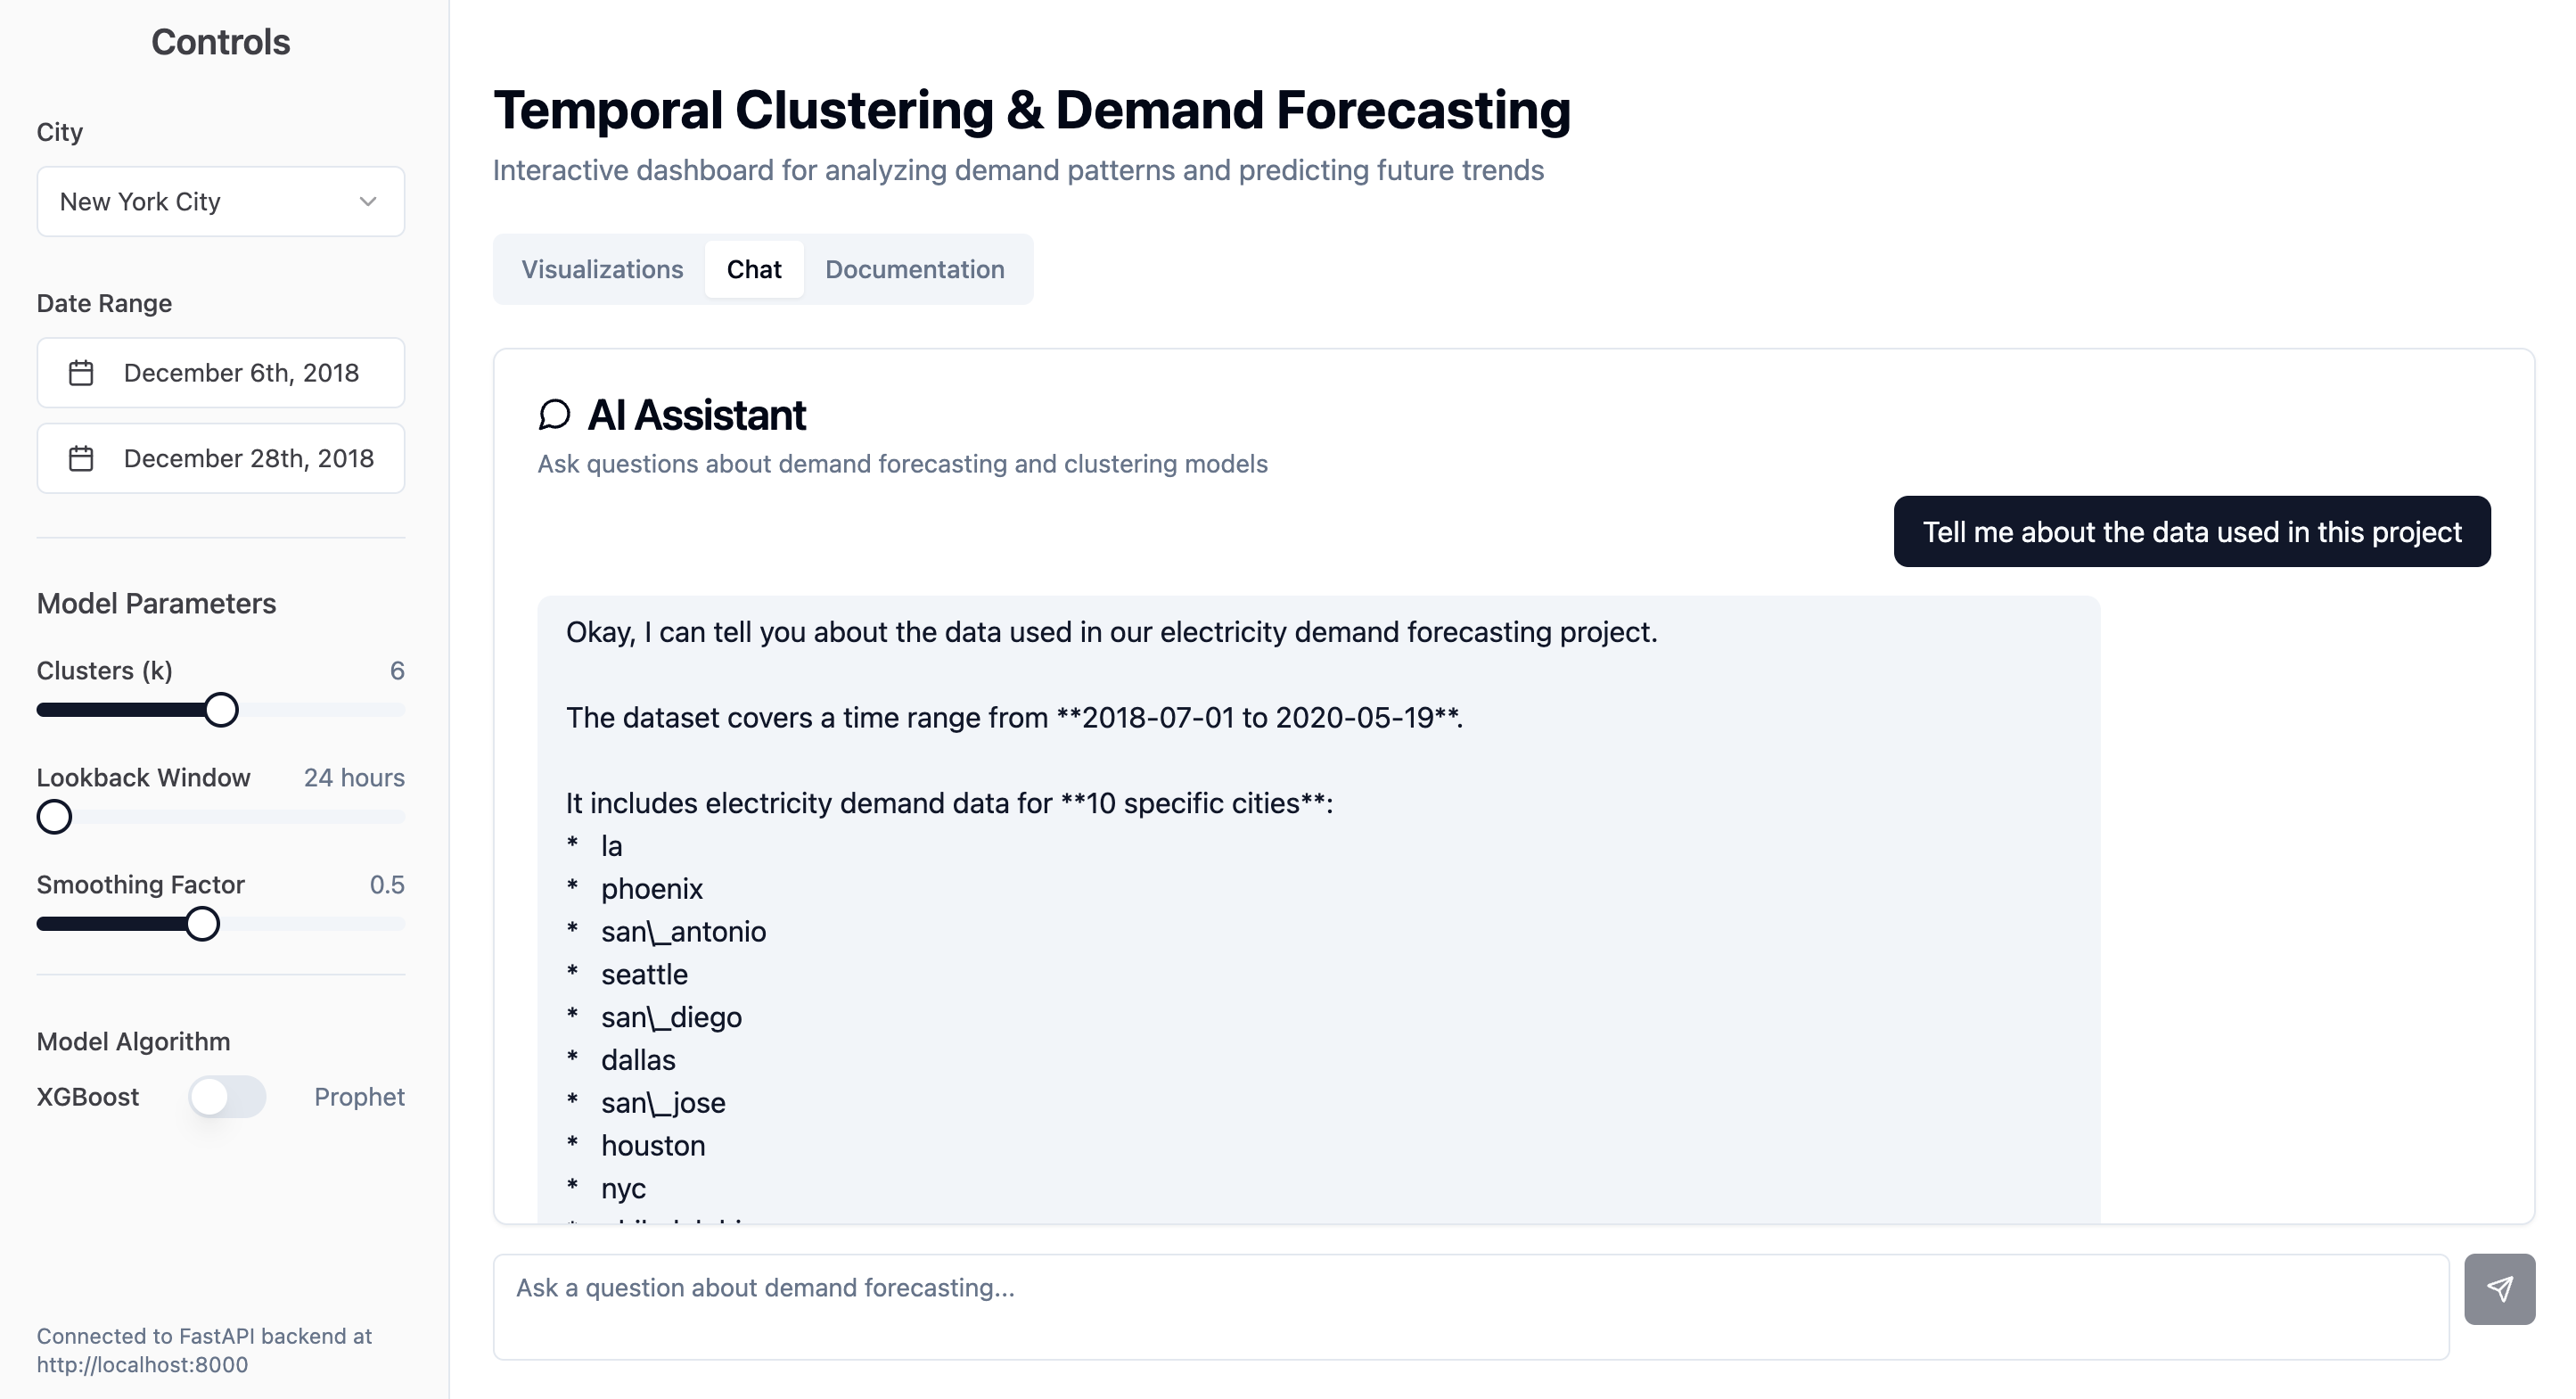 Controls
City
New York City
Date Range
December 6th, 2018
December 28th, 2018
Model Parameters
Clusters (k) 6
Lookback Window 24 hours
Smoothing Factor 0.5
Model Algorithm
XGBoost Prophet
Connected to FastAPI backend at
http://localhost:8000
Temporal Clustering & Demand Forecasting
Interactive dashboard for analyzing demand patterns and predicting future trends
Visualizations Chat Documentation
AI Assistant
Ask questions about demand forecasting and clustering models
Tell me about the data used in this project
Okay, I can tell you about the data used in our electricity demand forecasting project.
The dataset covers a time range from **2018-07-01 to 2020-05-19**.
It includes electricity demand data for **10 specific cities**:
* la
* phoenix
* san\_antonio
* seattle
* san\_diego
* dallas
* san\_jose
* houston
* nyc
Ask a question about demand forecasting...